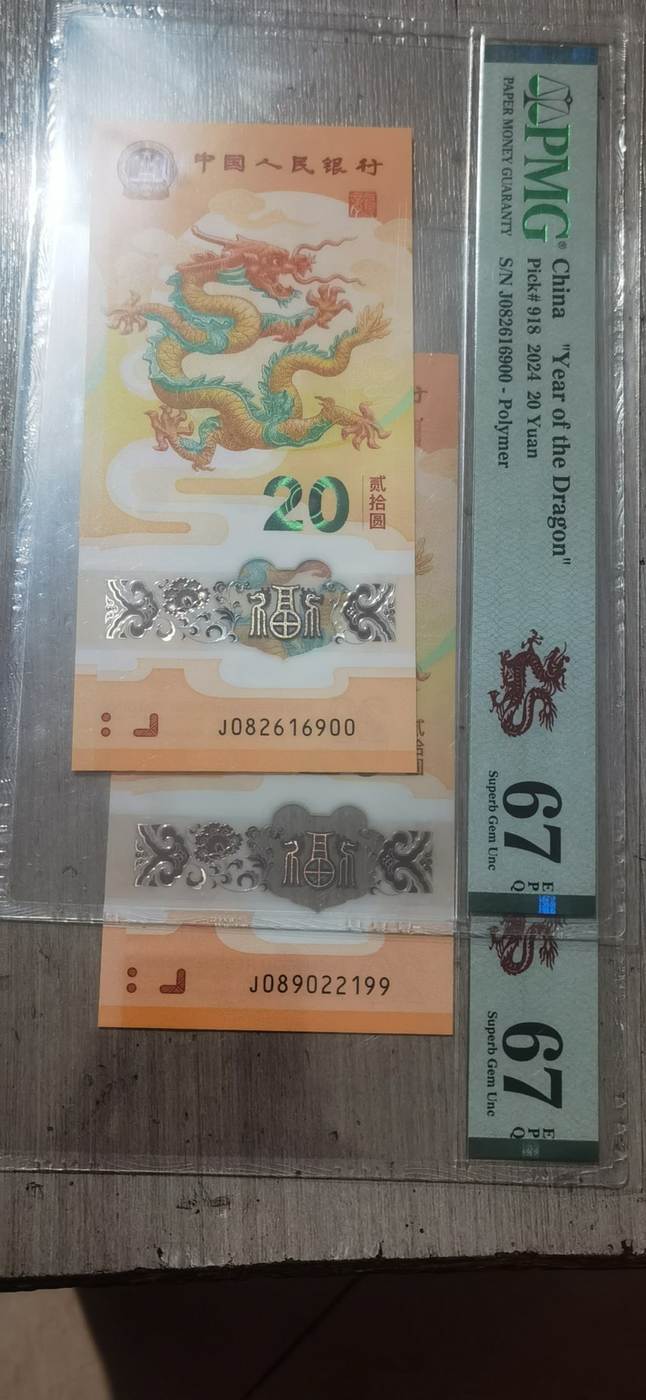 中国人民银行
20
贰拾圆
福
J082616900
福
J089022199
PMG®
PAPER MONEY GUARANTY
China "Year of the Dragon"
Pick# 918 2024 20 Yuan
S/N J082616900 - Polymer
67
EPQ
Superb Gem Unc
67
EPQ
Superb Gem Unc